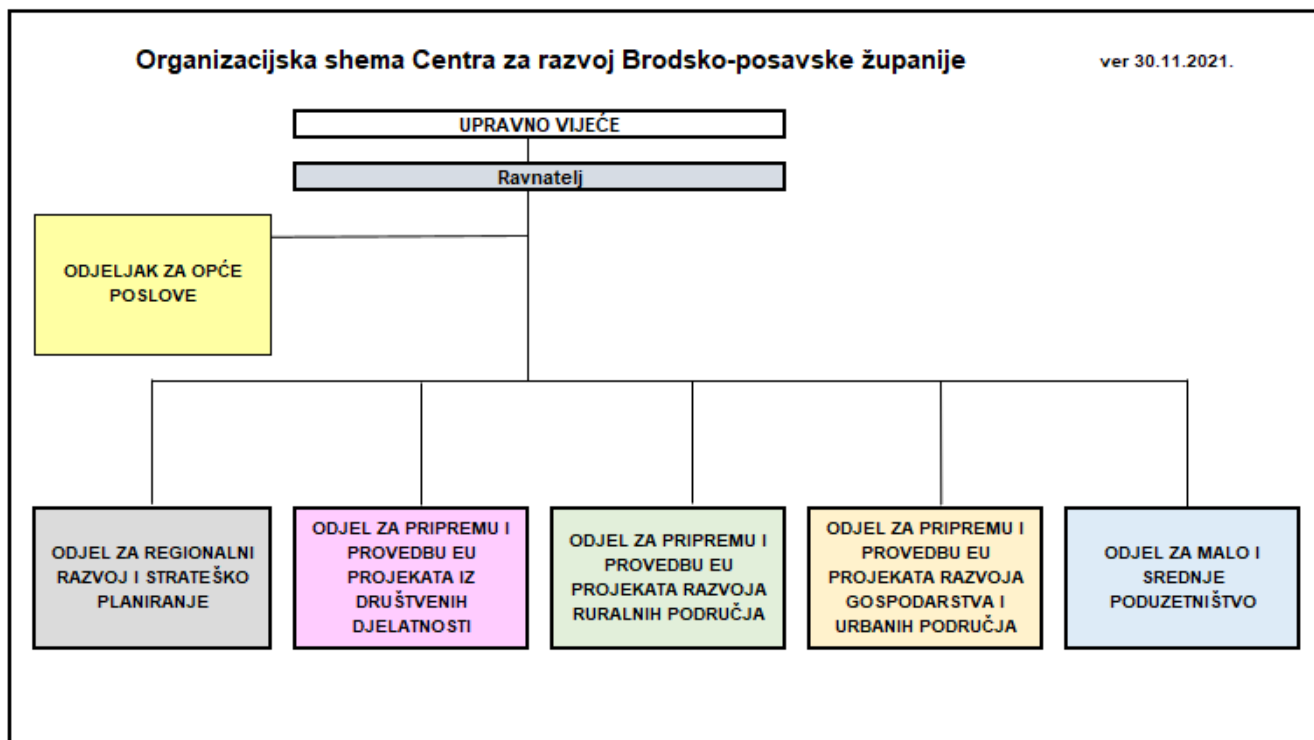 Organizacijska shema Centra za razvoj Brodsko-posavske županije
ver 30.11.2021.
UPRAVNO VIJEĆE
Ravnatelj
ODJELJAK ZA OPĆE
POSLOVE
ODJEL ZA REGIONALNI
RAZVOJ I STRATEŠKO
PLANIRANJE
ODJEL ZA PRIPREMU I
PROVEDBU EU
PROJEKATA IZ
DRUŠTVENIH
DJELATNOSTI
ODJEL ZA PRIPREMU I
PROVEDBU EU
PROJEKATA RAZVOJA
RURALNIH PODRUČJA
ODJEL ZA PRIPREMU I
PROVEDBU EU
PROJEKATA RAZVOJA
GOSPODARSTVA I
URBANIH PODRUČJA
ODJEL ZA MALO I
SREDNJE
PODUZETNIŠTVO